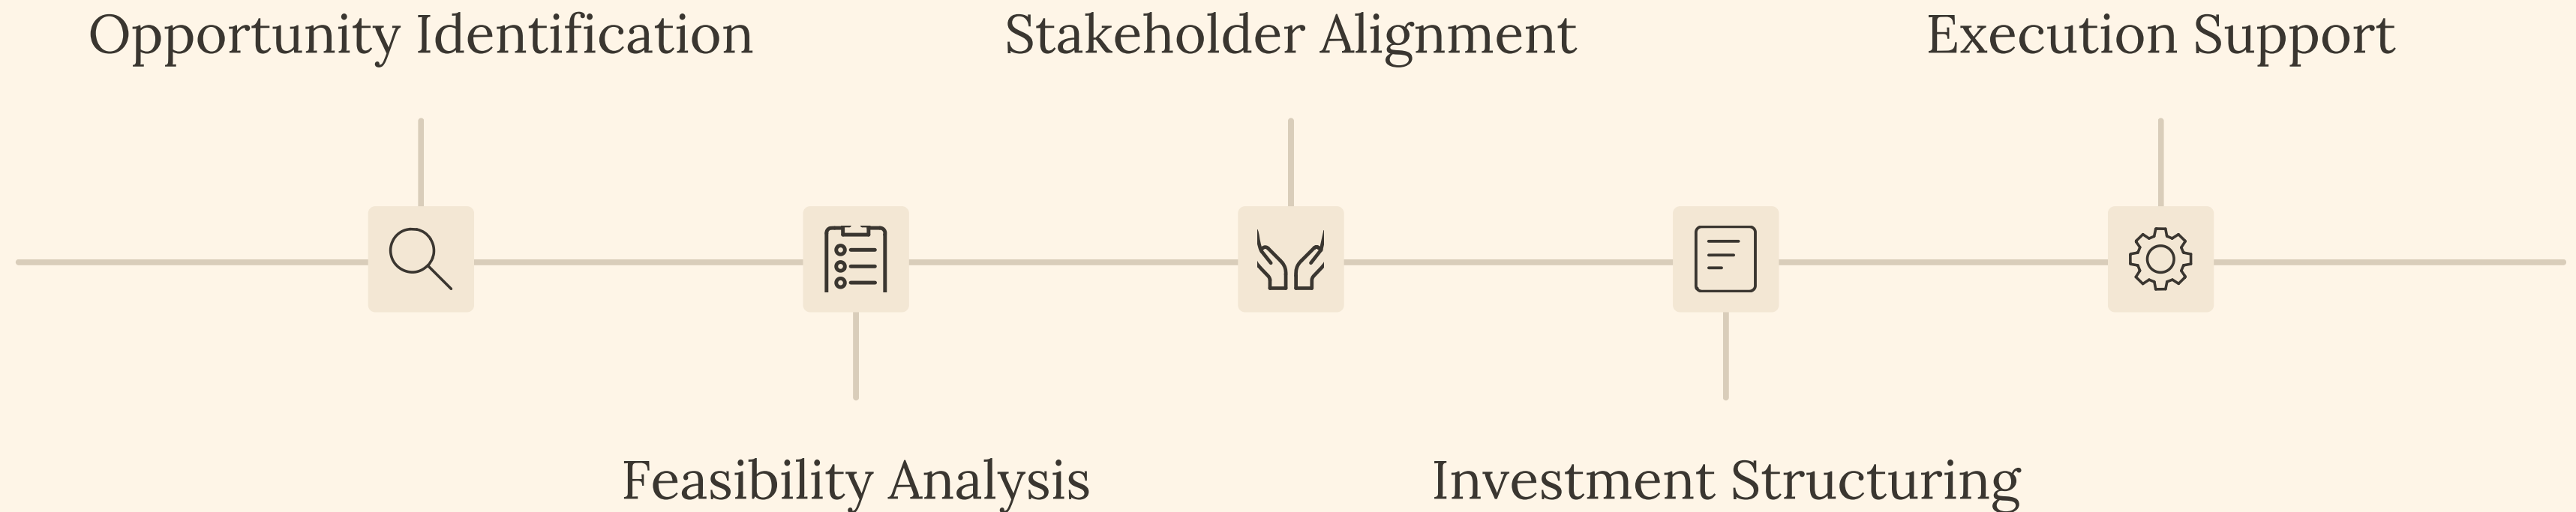 Opportunity Identification
Stakeholder Alignment
Execution Support
Feasibility Analysis
Investment Structuring